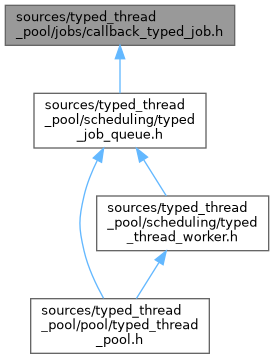 sources/typed_thread
_pool/jobs/callback_typed_job.h
sources/typed_thread
_pool/scheduling/typed
_job_queue.h
sources/typed_thread
_pool/scheduling/typed
_thread_worker.h
sources/typed_thread
_pool/pool/typed_thread
_pool.h